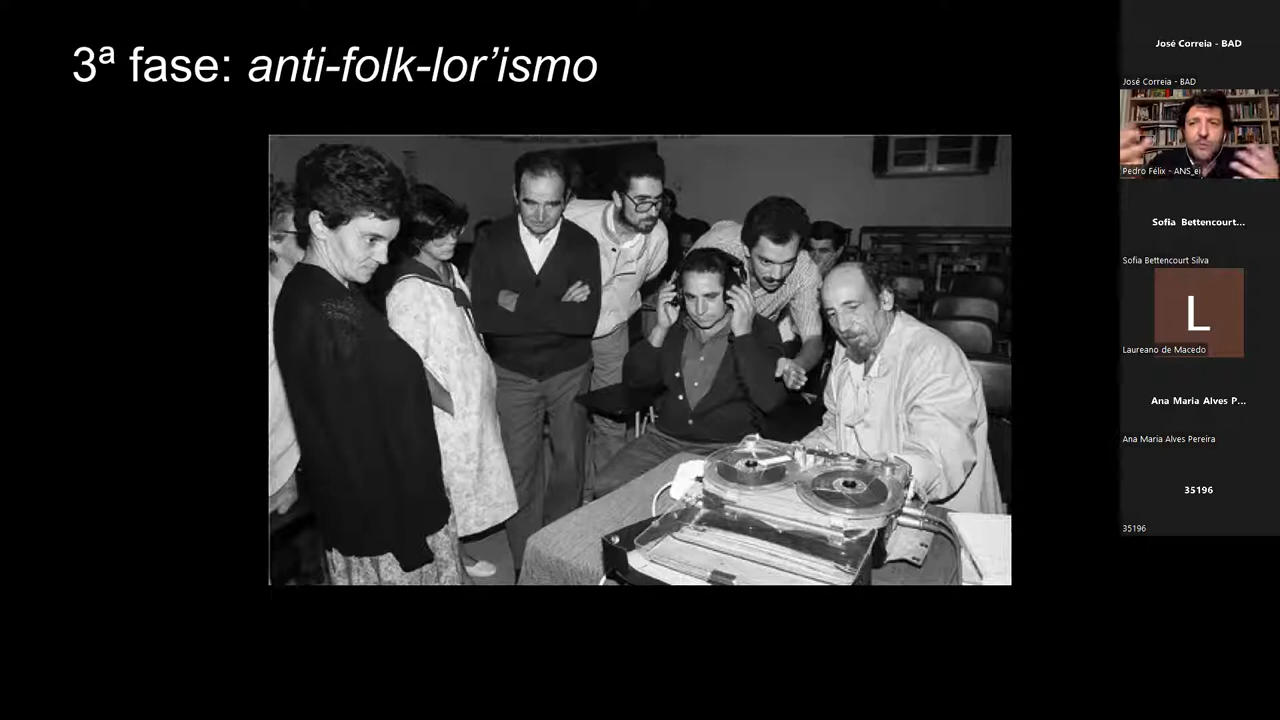 3ª fase: anti-folk-lor’ismo
José Correia - BAD
José Correia - BAD
Pedro Félix - ANS_ei
Sofia Bettencourt...
Sofia Bettencourt Silva
L
Laureano de Macedo
Ana Maria Alves P...
Ana Maria Alves Pereira
35196
35196